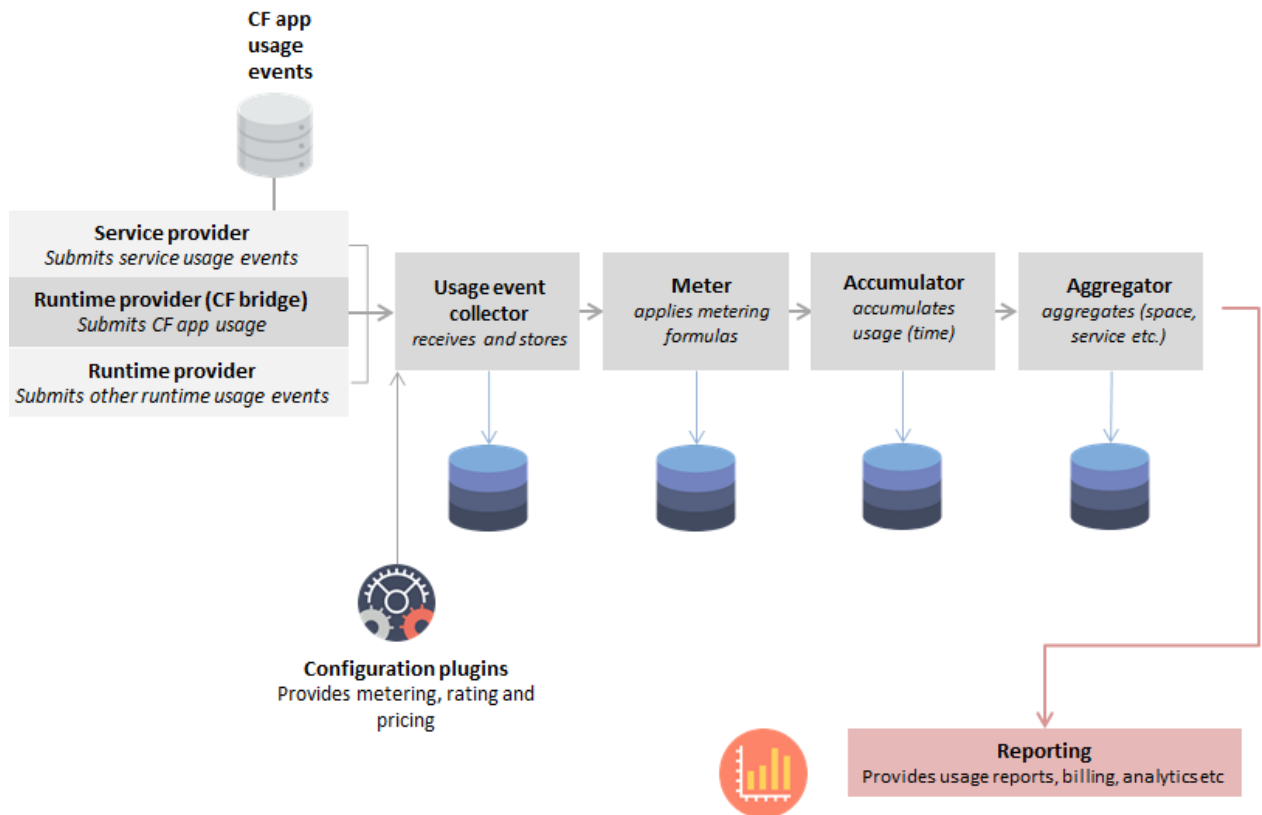 CF app
usage
events
Service provider
Submits service usage events
Runtime provider (CF bridge)
Submits CF app usage
Runtime provider
Submits other runtime usage events
Usage event
collector
receives and stores
Meter
applies metering
formulas
Accumulator
accumulates
usage (time)
Aggregator
aggregates (space,
service etc.)
Configuration plugins
Provides metering, rating and
pricing
Reporting
Provides usage reports, billing, analytics etc